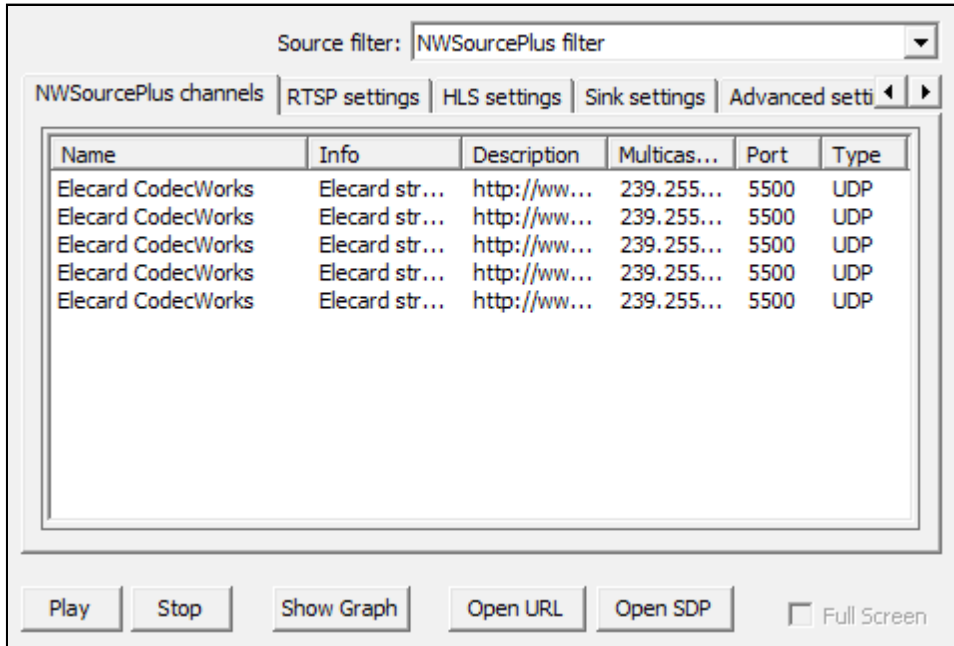 Source filter: NWSourcePlus filter
NWSourcePlus channels RTSP settings HLS settings Sink settings Advanced setti
Name Info Description Multicas... Port Type
Elecard CodecWorks Elecard str... http://ww... 239.255... 5500 UDP
Elecard CodecWorks Elecard str... http://ww... 239.255... 5500 UDP
Elecard CodecWorks Elecard str... http://ww... 239.255... 5500 UDP
Elecard CodecWorks Elecard str... http://ww... 239.255... 5500 UDP
Elecard CodecWorks Elecard str... http://ww... 239.255... 5500 UDP
Play Stop Show Graph Open URL Open SDP Full Screen